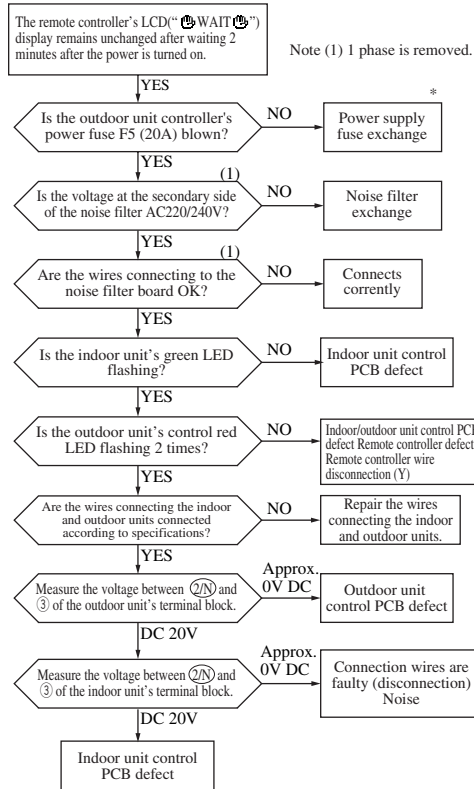 The remote controller's LCD("WAIT")
display remains unchanged after waiting 2
minutes after the power is turned on.
Note (1) 1 phase is removed.
YES
*
Is the outdoor unit controller's
power fuse F5 (20A) blown?
NO
Power supply
fuse exchange
YES
(1)
Is the voltage at the secondary side
of the noise filter AC220/240V?
NO
Noise filter
exchange
YES
(1)
Are the wires connecting to the
noise filter board OK?
NO
Connects
corrently
YES
Is the indoor unit's green LED
flashing?
NO
Indoor unit control
PCB defect
YES
Is the outdoor unit's control red
LED flashing 2 times?
NO
Indoor/outdoor unit control PCB
defect Remote controller defect
Remote controller wire
disconnection (Y)
YES
Are the wires connecting the indoor
and outdoor units connected
according to specifications?
NO
Repair the wires
connecting the indoor
and outdoor units.
YES
Measure the voltage between 2/N and
③ of the outdoor unit's terminal block.
Approx.
0V DC
Outdoor unit
control PCB defect
DC 20V
Measure the voltage between 2/N and
③ of the indoor unit's terminal block.
Approx.
0V DC
Connection wires are
faulty (disconnection)
Noise
DC 20V
Indoor unit control
PCB defect